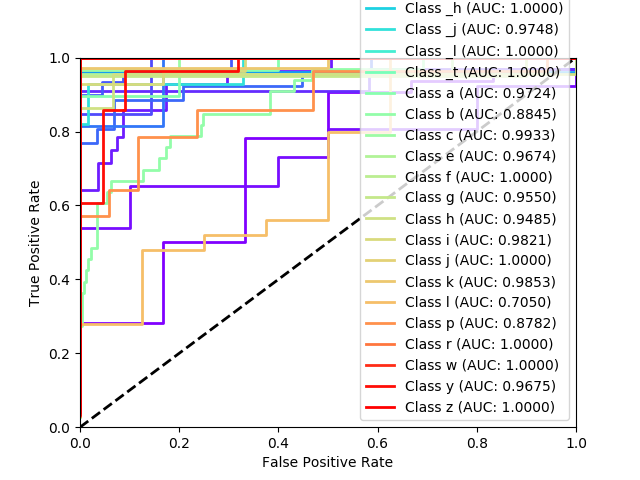 Class _h (AUC: 1.0000)
Class _j (AUC: 0.9748)
Class _l (AUC: 1.0000)
Class _t (AUC: 1.0000)
Class a (AUC: 0.9724)
Class b (AUC: 0.8845)
Class c (AUC: 0.9933)
Class e (AUC: 0.9674)
Class f (AUC: 1.0000)
Class g (AUC: 0.9550)
Class h (AUC: 0.9485)
Class i (AUC: 0.9821)
Class j (AUC: 1.0000)
Class k (AUC: 0.9853)
Class l (AUC: 0.7050)
Class p (AUC: 0.8782)
Class r (AUC: 1.0000)
Class w (AUC: 1.0000)
Class y (AUC: 0.9675)
Class z (AUC: 1.0000)
1.0
0.8
0.6
0.4
0.2
0.0
True Positive Rate
0.0 0.2 0.4 0.6 0.8 1.0
False Positive Rate